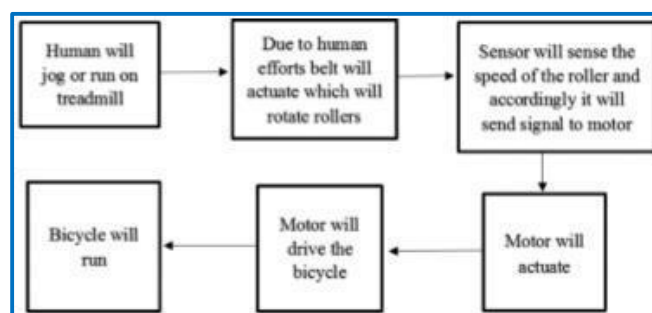 Human will
jog or run on
treadmill
Due to human
efforts belt will
actuate which will
rotate rollers
Sensor will sense the
speed of the roller and
accordingly it will
send signal to motor
Motor will
actuate
Motor will
drive the
bicycle
Bicycle will
run